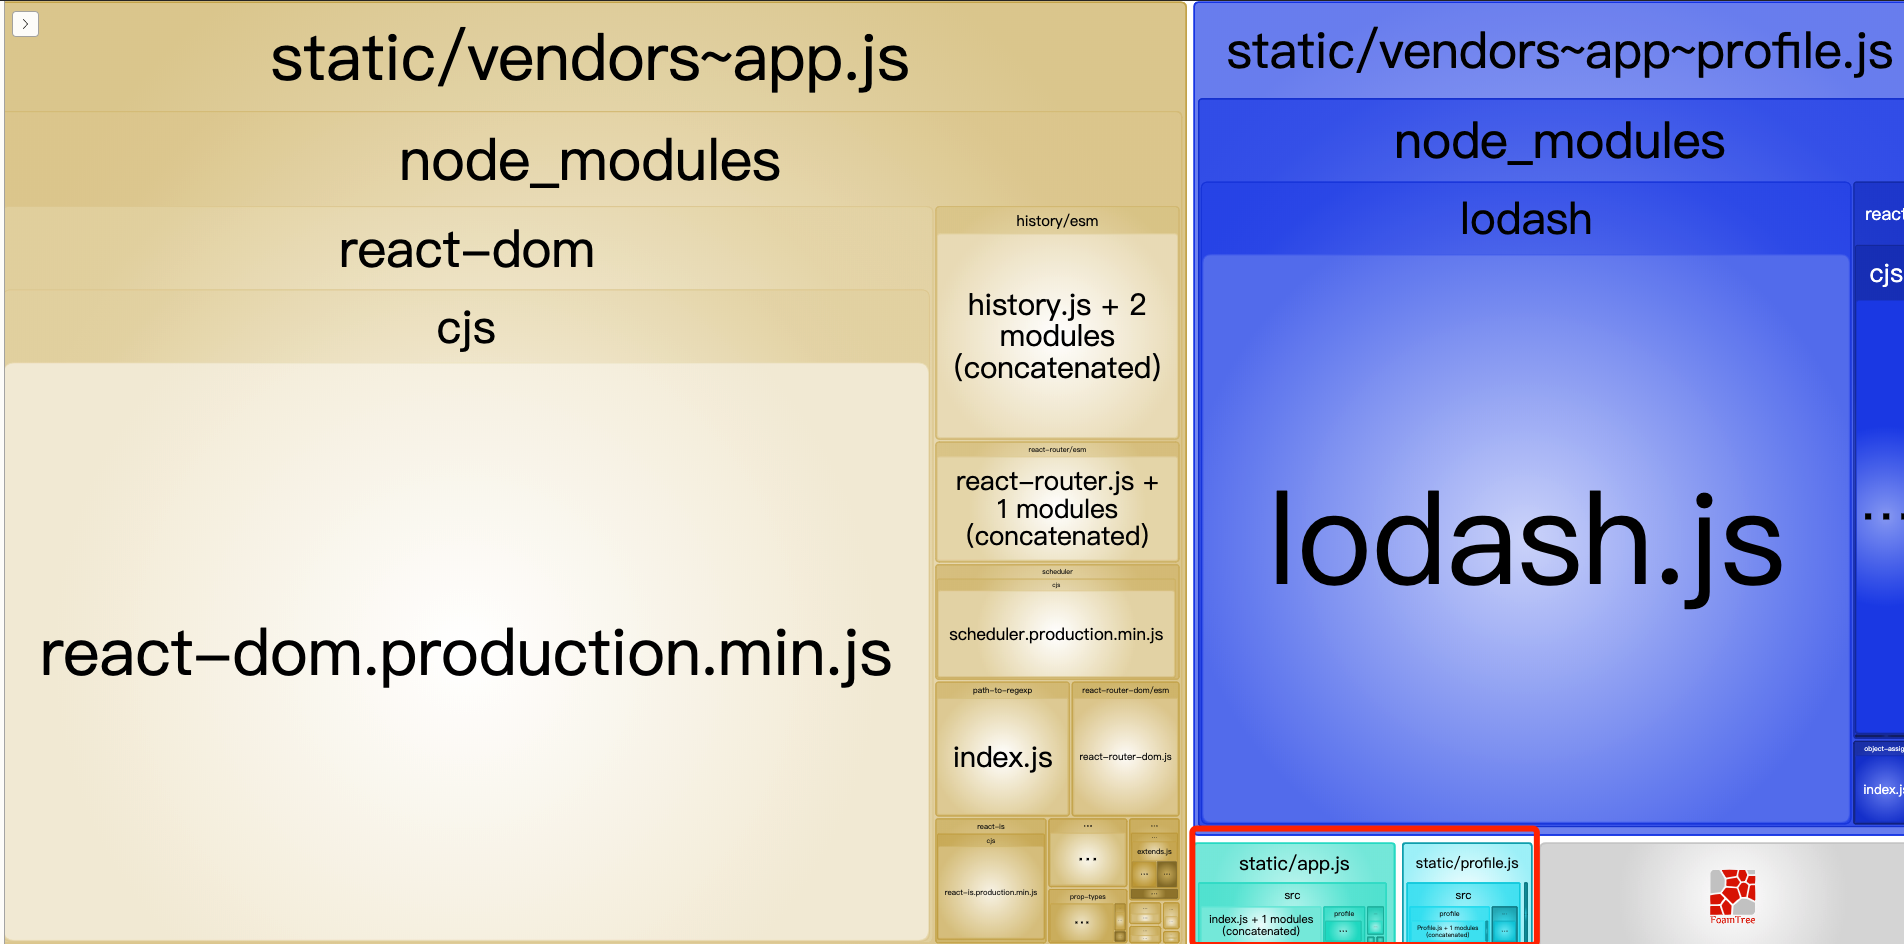 static/vendors~app.js
node_modules
react-dom
cjs
react-dom.production.min.js
history/esm
history.js + 2
modules
(concatenated)
react-router/esm
react-router.js +
1 modules
(concatenated)
scheduler
cjs
scheduler.production.min.js
path-to-regexp
index.js
react-router-dom/esm
react-router-dom.js
react-is
cjs
react-is.production.min.js
...
...
prop-types
...
...
...
extends.js
...
...
static/vendors~app~profile.js
node_modules
lodash
lodash.js
react
cjs
...
index.js
static/app.js
src
index.js + 1 modules
(concatenated)
profile
...
static/profile.js
src
profile
Profile.js + 1 modules
(concatenated)
...
FoamTree